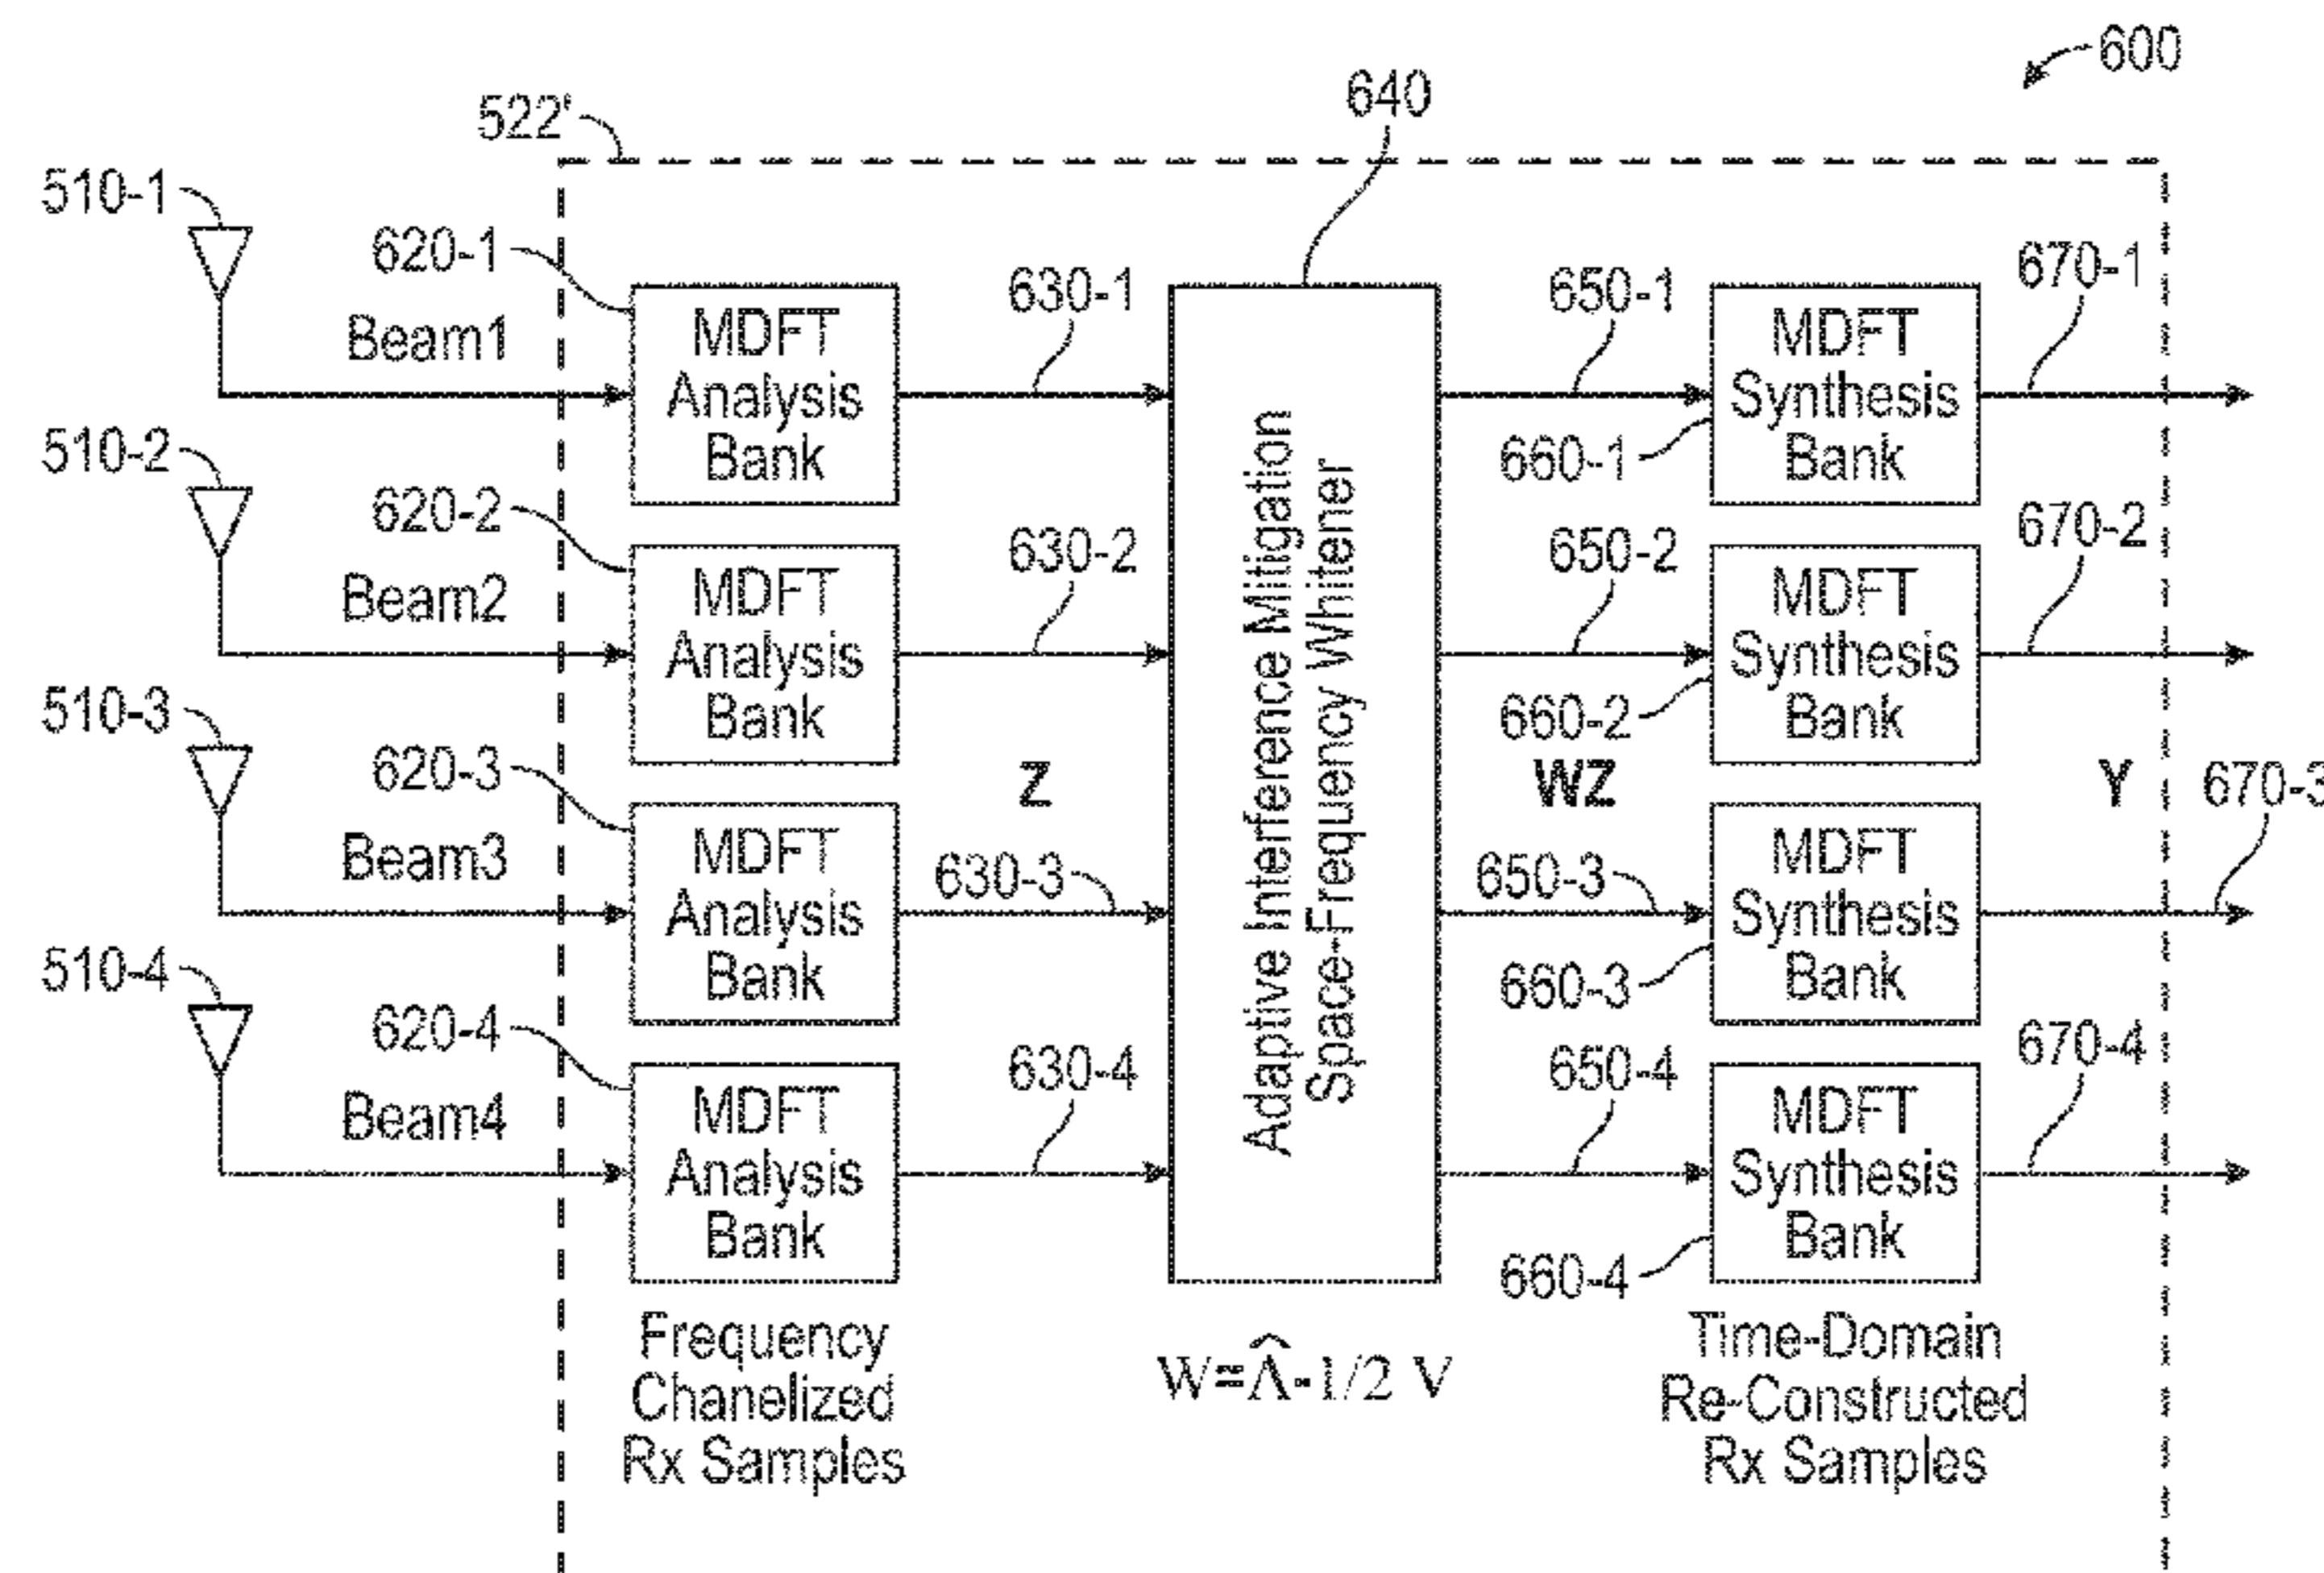 600
522'
640
510-1
620-1
Beam1
MDFT
Analysis
Bank
630-1
650-1
MDFT
Synthesis
Bank
660-1
670-1
510-2
620-2
Beam2
MDFT
Analysis
Bank
630-2
650-2
MDFT
Synthesis
Bank
660-2
670-2
Z
WZ
Y
510-3
620-3
Beam3
MDFT
Analysis
Bank
630-3
650-3
MDFT
Synthesis
Bank
660-3
670-3
510-4
620-4
Beam4
MDFT
Analysis
Bank
630-4
650-4
MDFT
Synthesis
Bank
660-4
670-4
Adaptive Interference Mitigation
Space-Frequency Whitener
Frequency
Chanelized
Rx Samples
W=Λ̂-1/2 V
Time-Domain
Re-Constructed
Rx Samples